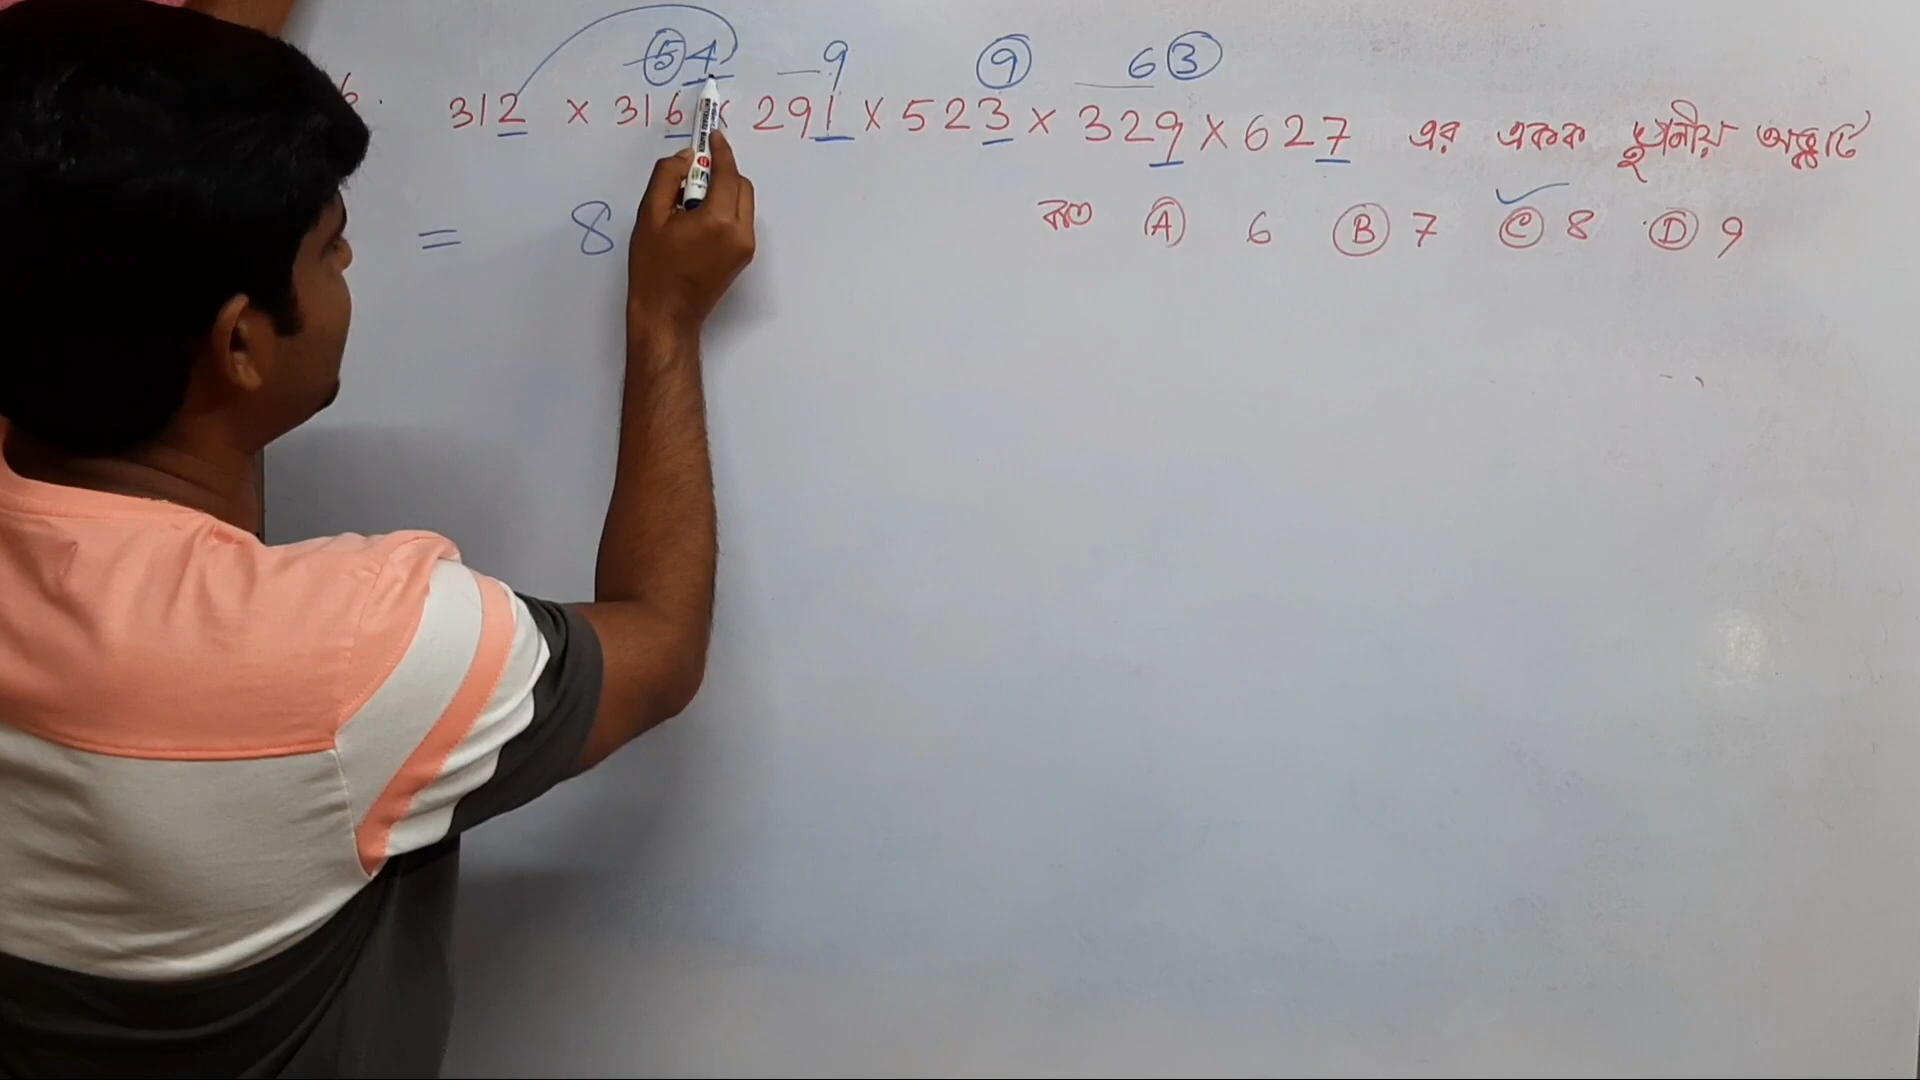 54 9 9 63
6. 312 × 316 × 291 × 523 × 329 × 627 এর একক স্থানীয় অঙ্কটি
= 8 কত A 6 B 7 C 8 D 9